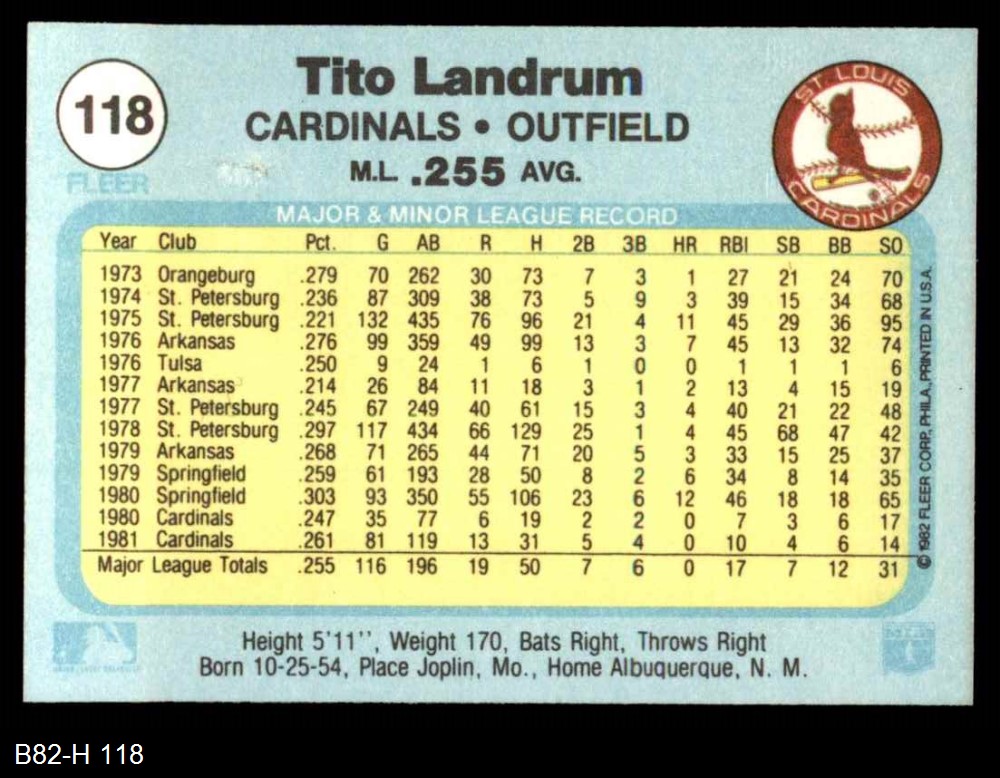 118
FLEER
Tito Landrum
CARDINALS • OUTFIELD
M.L. .255 AVG.
ST. LOUIS
CARDINALS
MAJOR & MINOR LEAGUE RECORD
Year Club Pct. G AB R H 2B 3B HR RBI SB BB SO
1973 Orangeburg .279 70 262 30 73 7 3 1 27 21 24 70
1974 St. Petersburg .236 87 309 38 73 5 9 3 39 15 34 68
1975 St. Petersburg .221 132 435 76 96 21 4 11 45 29 36 95
1976 Arkansas .276 99 359 49 99 13 3 7 45 13 32 74
1976 Tulsa .250 9 24 1 6 1 0 0 1 1 1 6
1977 Arkansas .214 26 84 11 18 3 1 2 13 4 15 19
1977 St. Petersburg .245 67 249 40 61 15 3 4 40 21 22 48
1978 St. Petersburg .297 117 434 66 129 25 1 4 45 68 47 42
1979 Arkansas .268 71 265 44 71 20 5 3 33 15 25 37
1979 Springfield .259 61 193 28 50 8 2 6 34 8 14 35
1980 Springfield .303 93 350 55 106 23 6 12 46 18 18 65
1980 Cardinals .247 35 77 6 19 2 2 0 7 3 6 17
1981 Cardinals .261 81 119 13 31 5 4 0 10 4 6 14
Major League Totals .255 116 196 19 50 7 6 0 17 7 12 31
© 1982 FLEER CORP., PHILA., PRINTED IN U.S.A.
Height 5'11'', Weight 170, Bats Right, Throws Right
Born 10-25-54, Place Joplin, Mo., Home Albuquerque, N. M.
B82-H 118